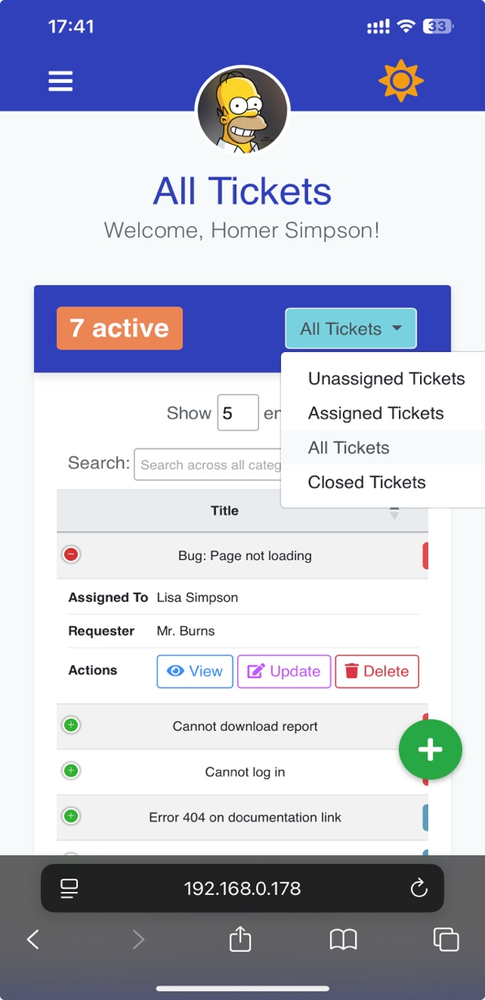 17:41
33
All Tickets
Welcome, Homer Simpson!
7 active
All Tickets
Unassigned Tickets
Assigned Tickets
All Tickets
Closed Tickets
Show 5 en
Search: Search across all categ
Title
Bug: Page not loading
Assigned To Lisa Simpson
Requester Mr. Burns
Actions View Update Delete
Cannot download report
Cannot log in
Error 404 on documentation link
192.168.0.178